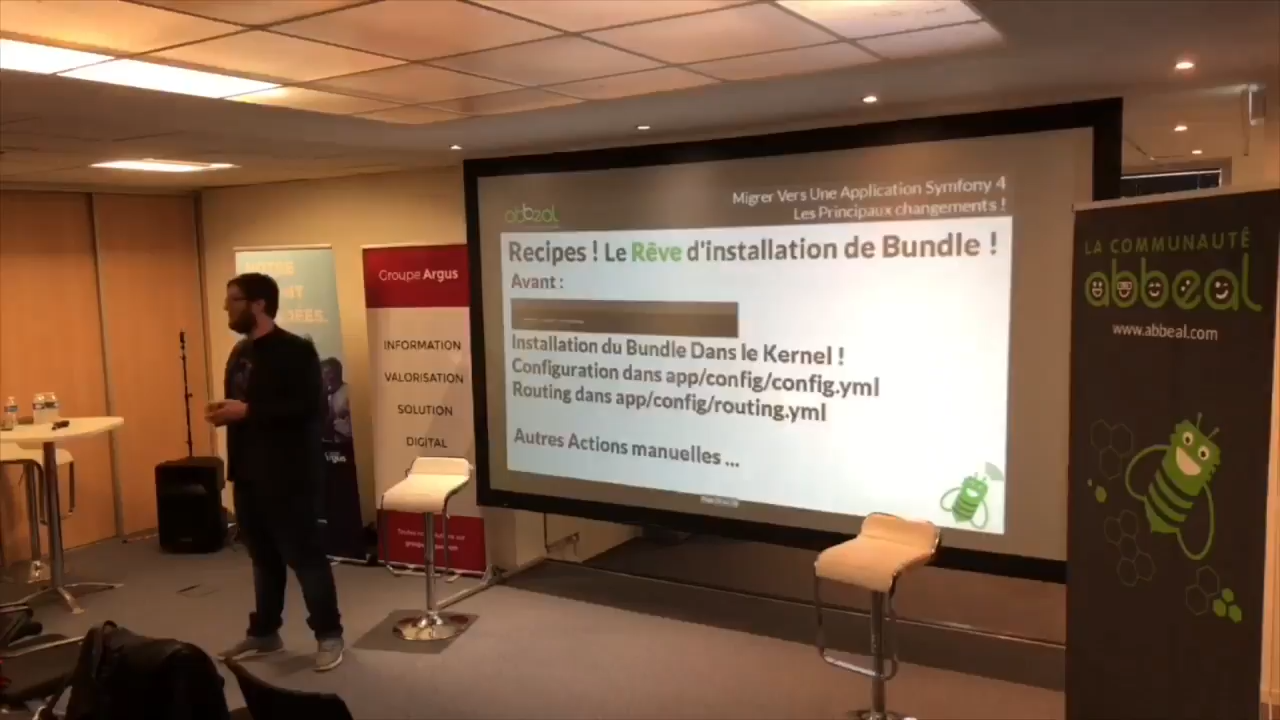 Migrer Vers Une Application Symfony 4
Les Principaux changements !
abbeal
Recipes ! Le Rêve d'installation de Bundle !
Avant :
Installation du Bundle Dans le Kernel !
Configuration dans app/config/config.yml
Routing dans app/config/routing.yml
Autres Actions manuelles ...
Groupe Argus
INFORMATION
VALORISATION
SOLUTION
DIGITAL
LA COMMUNAUTÉ
abbeal
www.abbeal.com